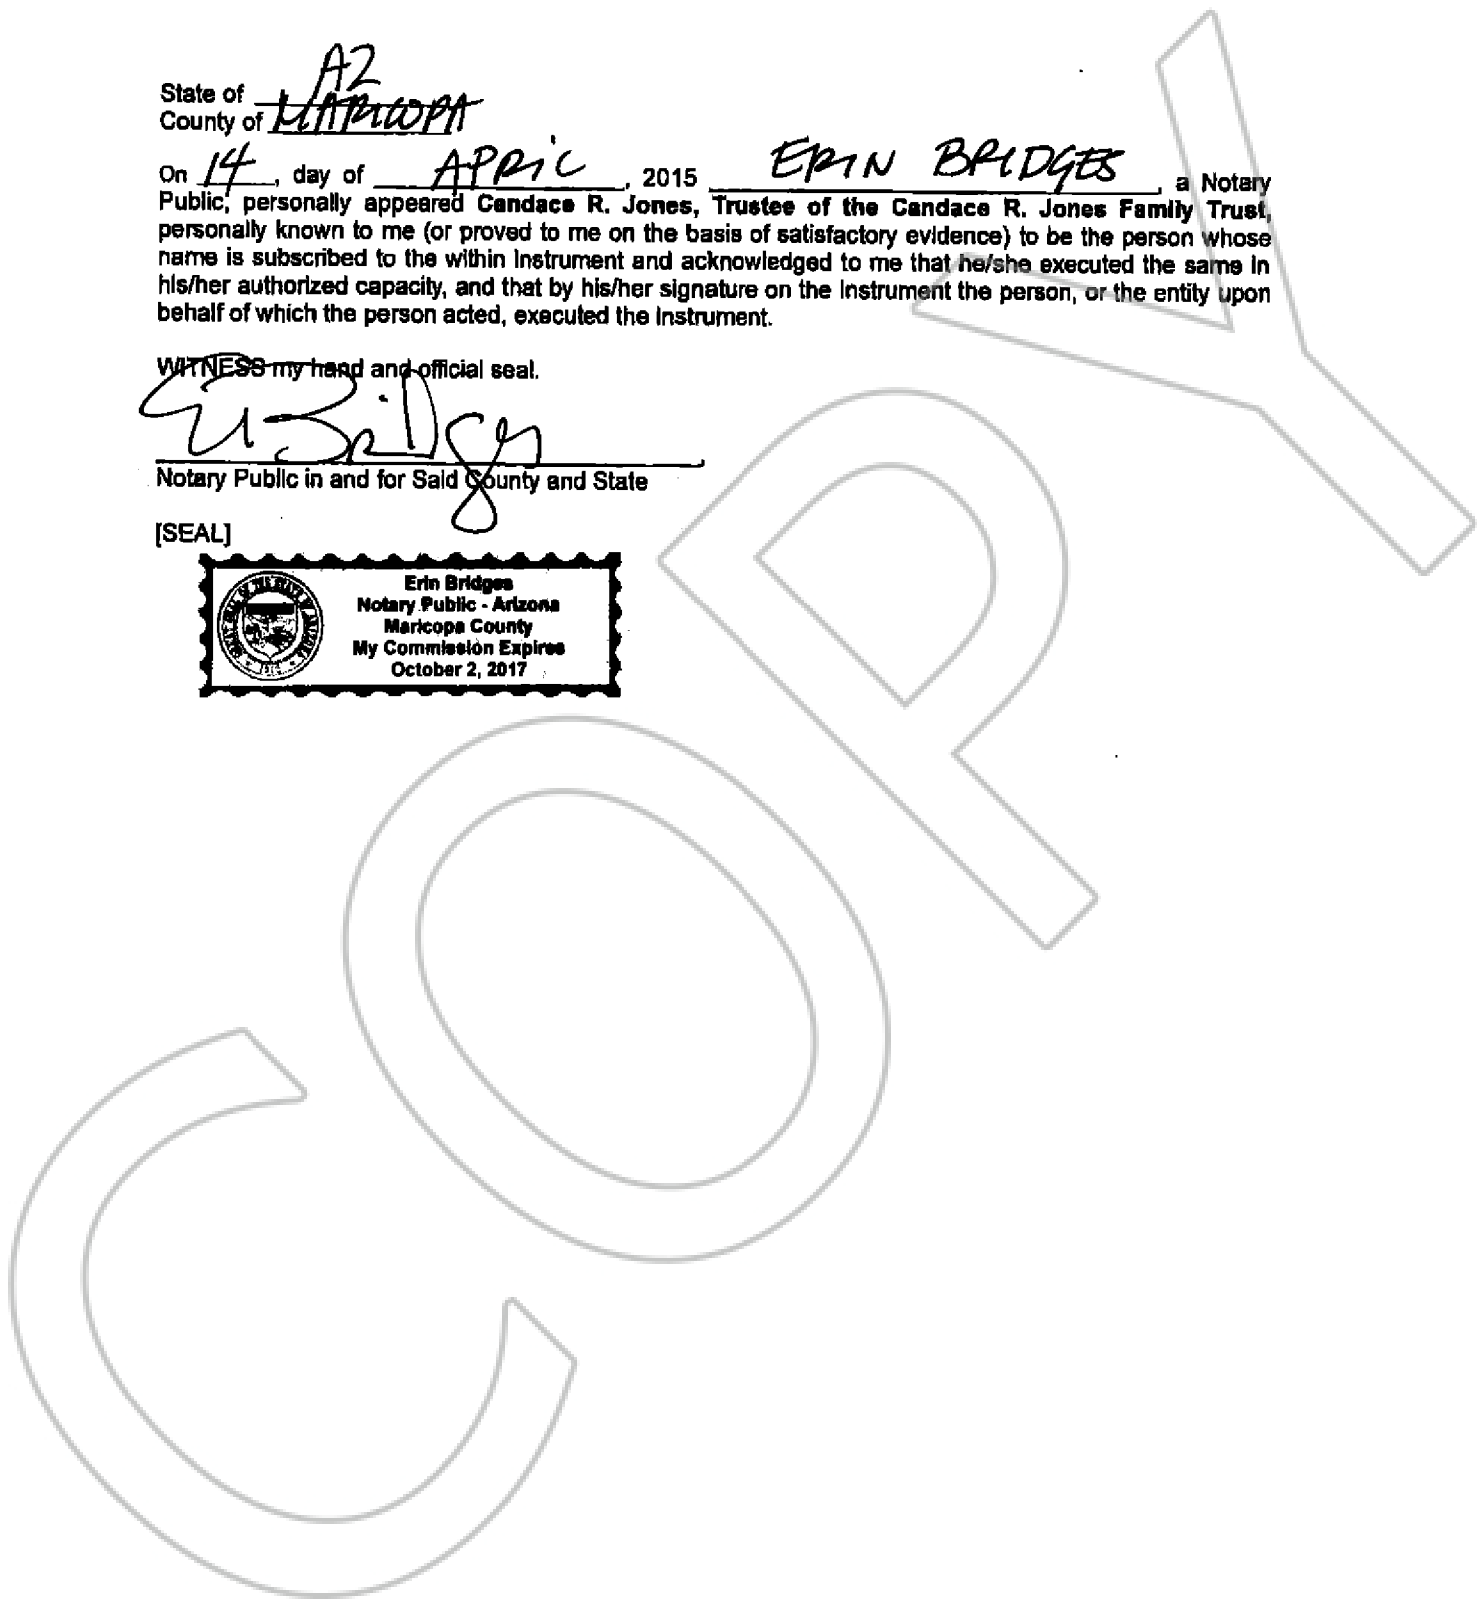 State of AZ
County of MARICOPA
On 14, day of APRIL, 2015 ERIN BRIDGES, a Notary
Public, personally appeared Candace R. Jones, Trustee of the Candace R. Jones Family Trust,
personally known to me (or proved to me on the basis of satisfactory evidence) to be the person whose
name is subscribed to the within instrument and acknowledged to me that he/she executed the same in
his/her authorized capacity, and that by his/her signature on the instrument the person, or the entity upon
behalf of which the person acted, executed the instrument.
WITNESS my hand and official seal.
Notary Public in and for Said County and State
[SEAL]
Erin Bridges
Notary Public - Arizona
Maricopa County
My Commission Expires
October 2, 2017
COPY